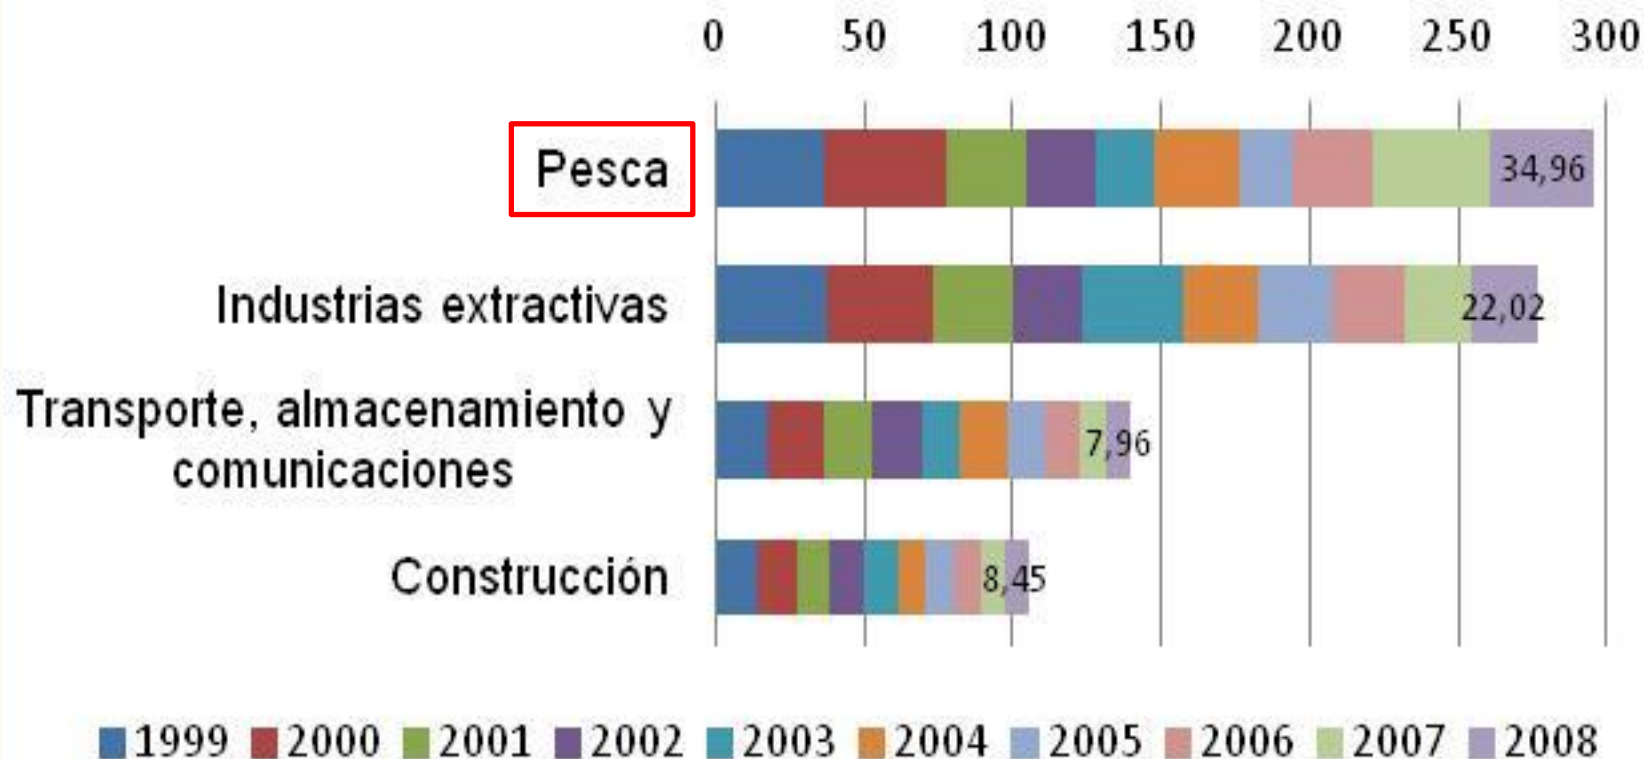 0 50 100 150 200 250 300
Pesca
34,96
Industrias extractivas
22,02
Transporte, almacenamiento y
comunicaciones
7,96
Construcción
8,45
1999 2000 2001 2002 2003 2004 2005 2006 2007 2008